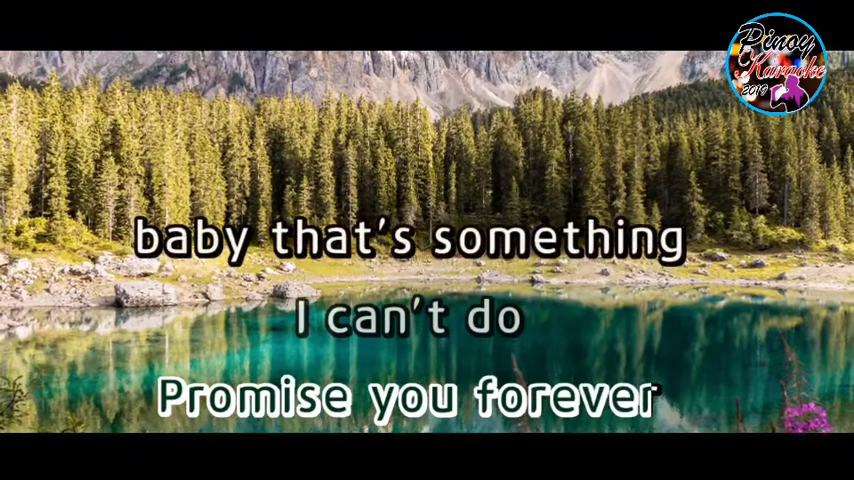 Pinoy
Karaoke
2019
baby that's something
I can't do
Promise you forever